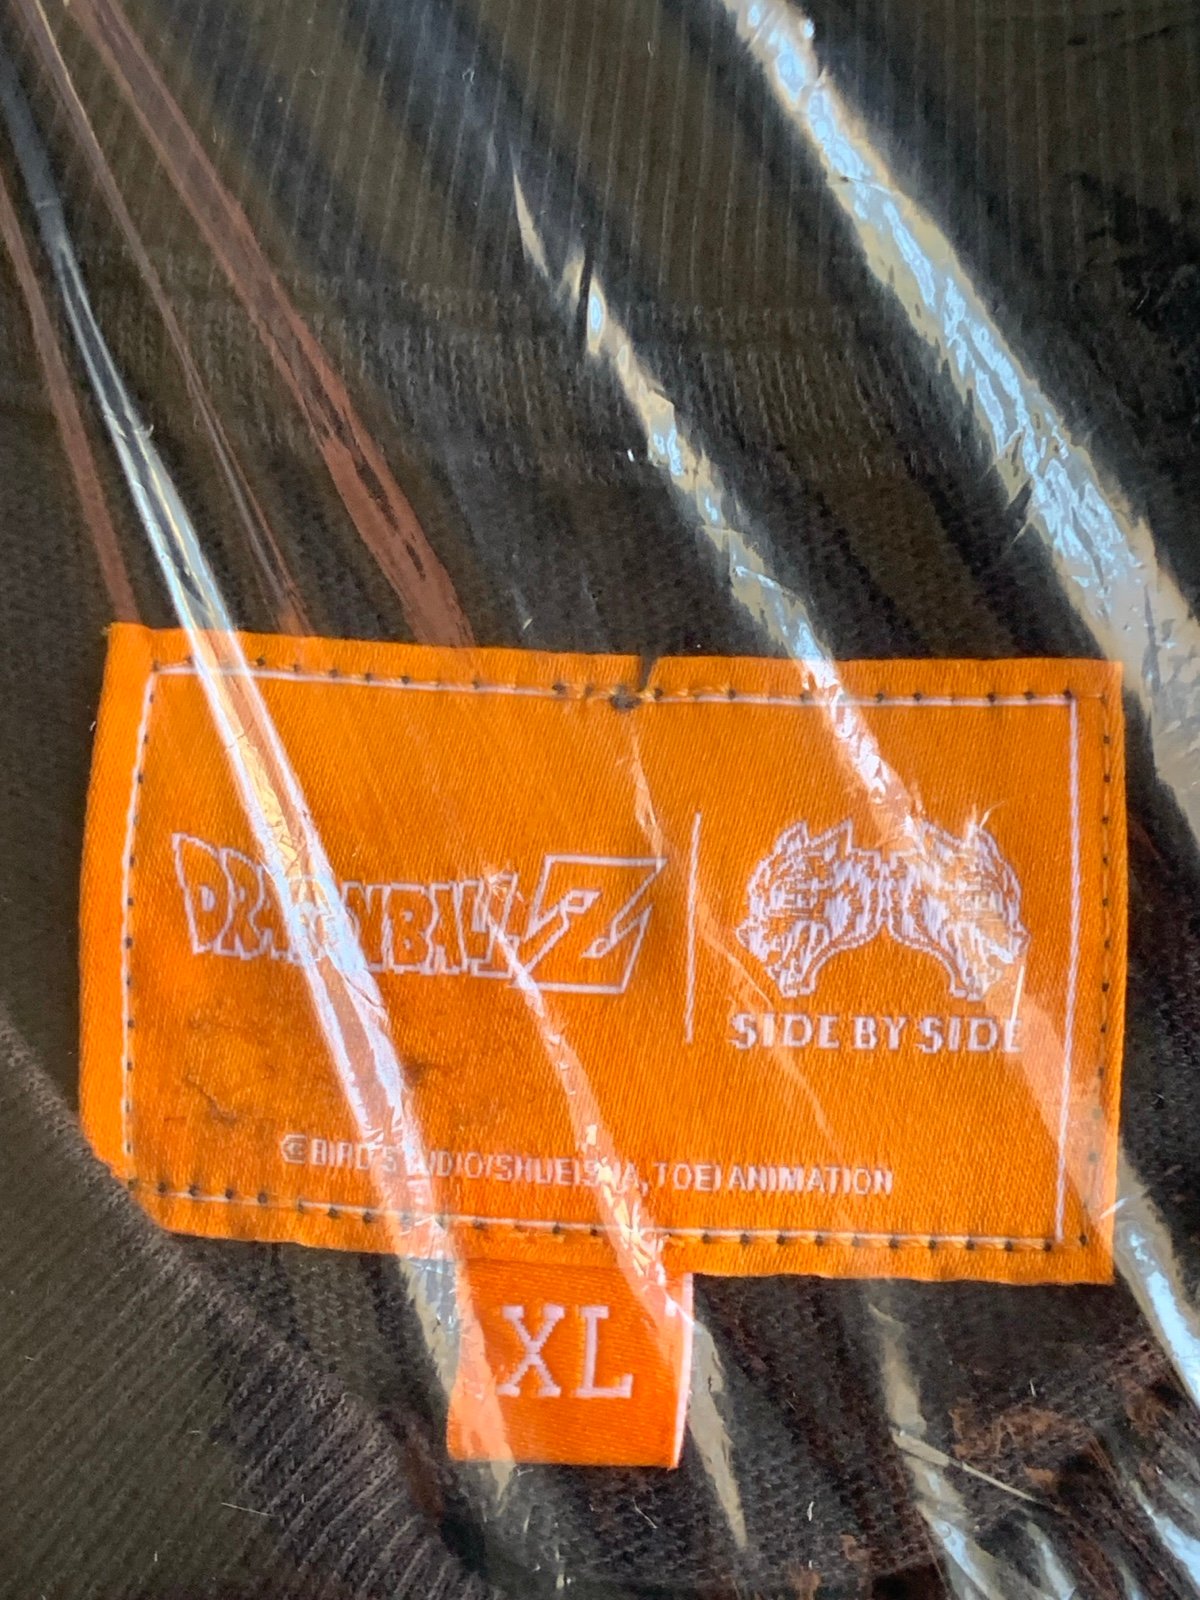 DRAGONBALL Z
SIDE BY SIDE
© BIRD STUDIO/SHUEISHA, TOEI ANIMATION
XL